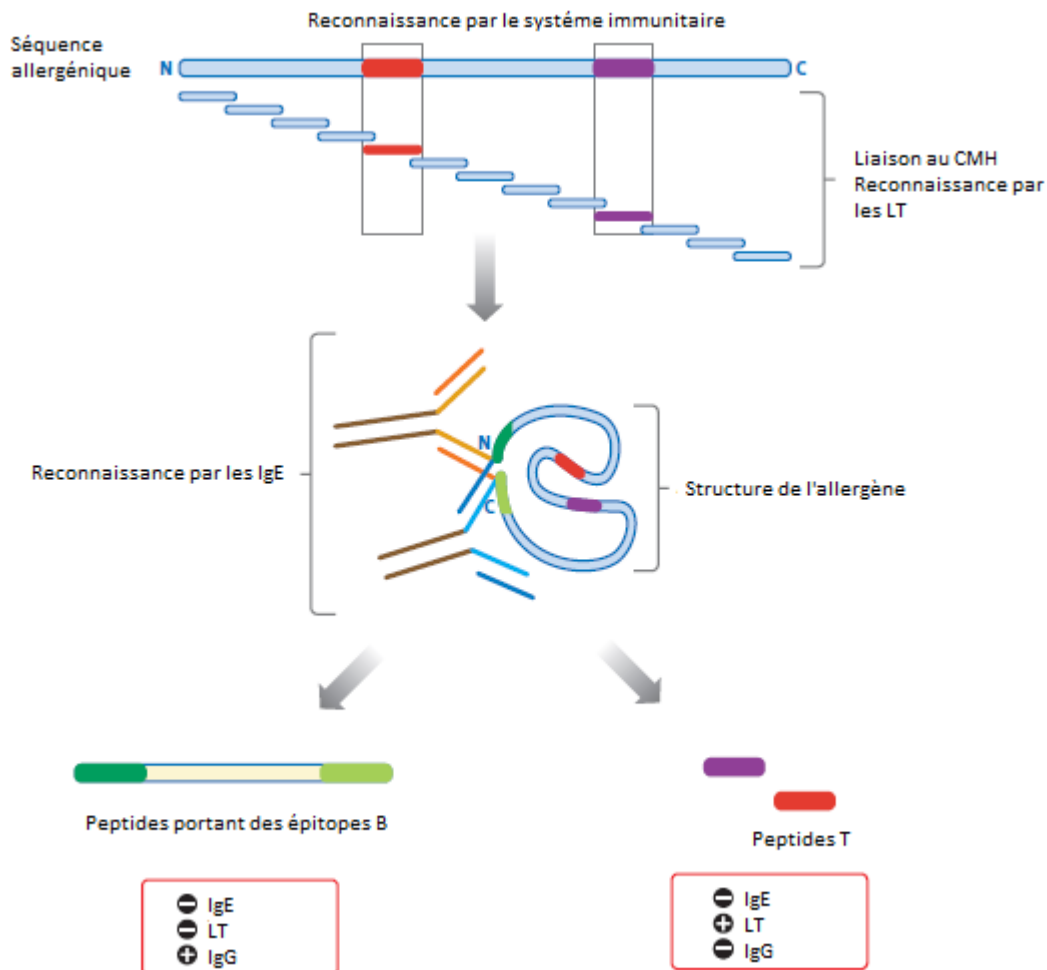 Reconnaissance par le systéme immunitaire
Séquence
allergénique
N
C
Liaison au CMH
Reconnaissance par
les LT
Reconnaissance par les IgE
N
C
Structure de l'allergène
Peptides portant des épitopes B
Peptides T
− IgE
− LT
+ IgG
− IgE
+ LT
− IgG